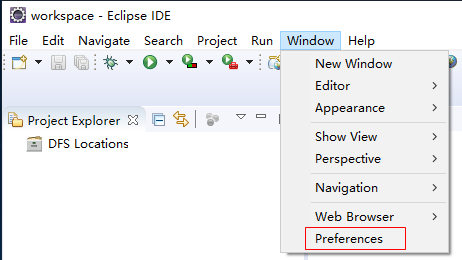 workspace - Eclipse IDE
File Edit Navigate Search Project Run Window Help
New Window
Editor
Appearance
Show View
Perspective
Navigation
Web Browser
Preferences
Project Explorer
DFS Locations